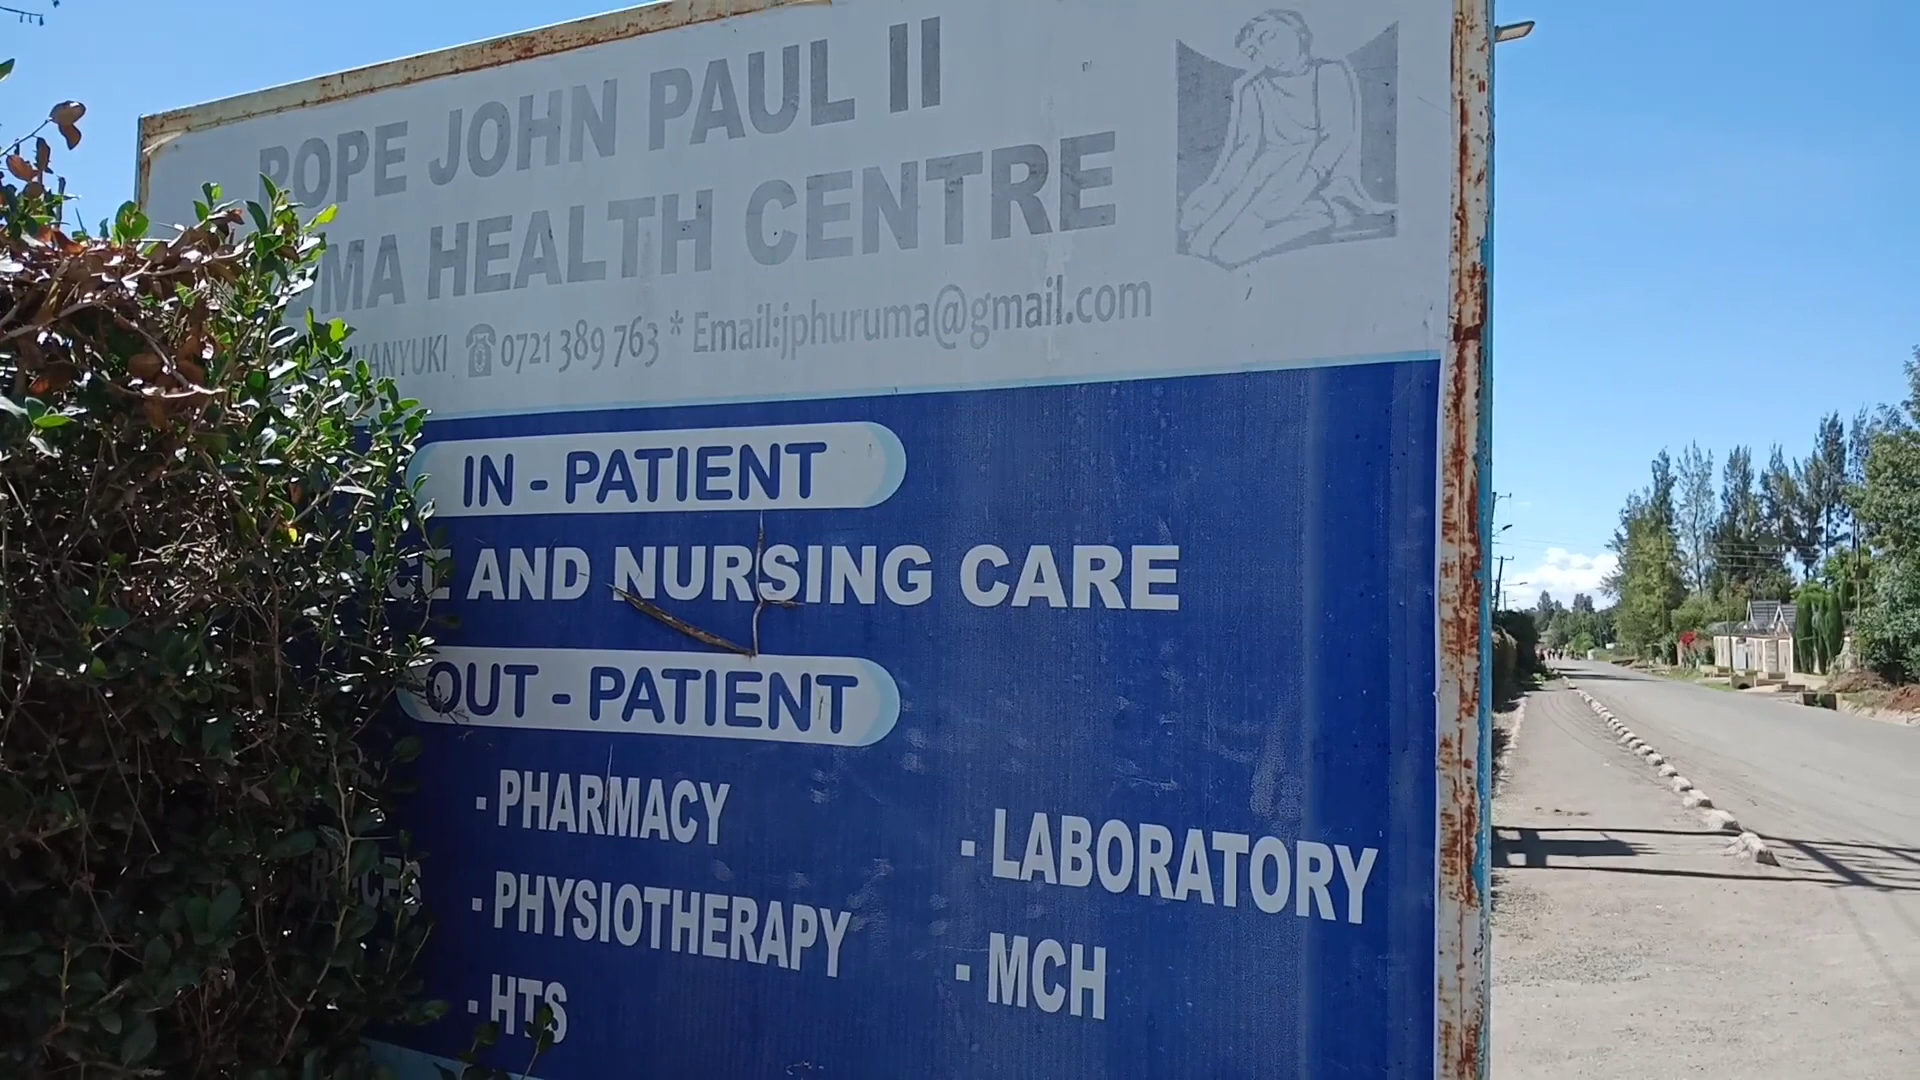 POPE JOHN PAUL II
UMA HEALTH CENTRE
NANYUKI ☎0721 389 763 * Email:jphuruma@gmail.com
IN - PATIENT
AND NURSING CARE
OUT - PATIENT
- PHARMACY
- LABORATORY
- PHYSIOTHERAPY
- MCH
- HTS